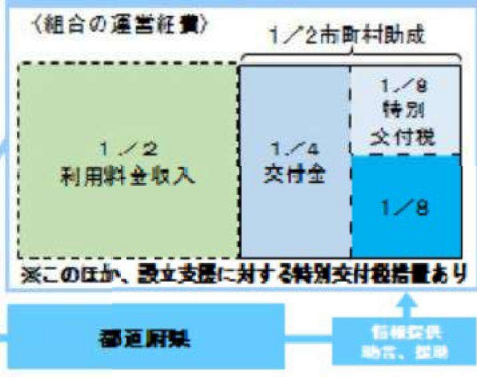 〈組合の運営経費〉
1／2市町村助成
1／2
利用料金収入
1／4
交付金
1／8
特別
交付税
1／8
※このほか、設立支援に対する特別交付税措置あり
都道府県
情報提供
助言、援助